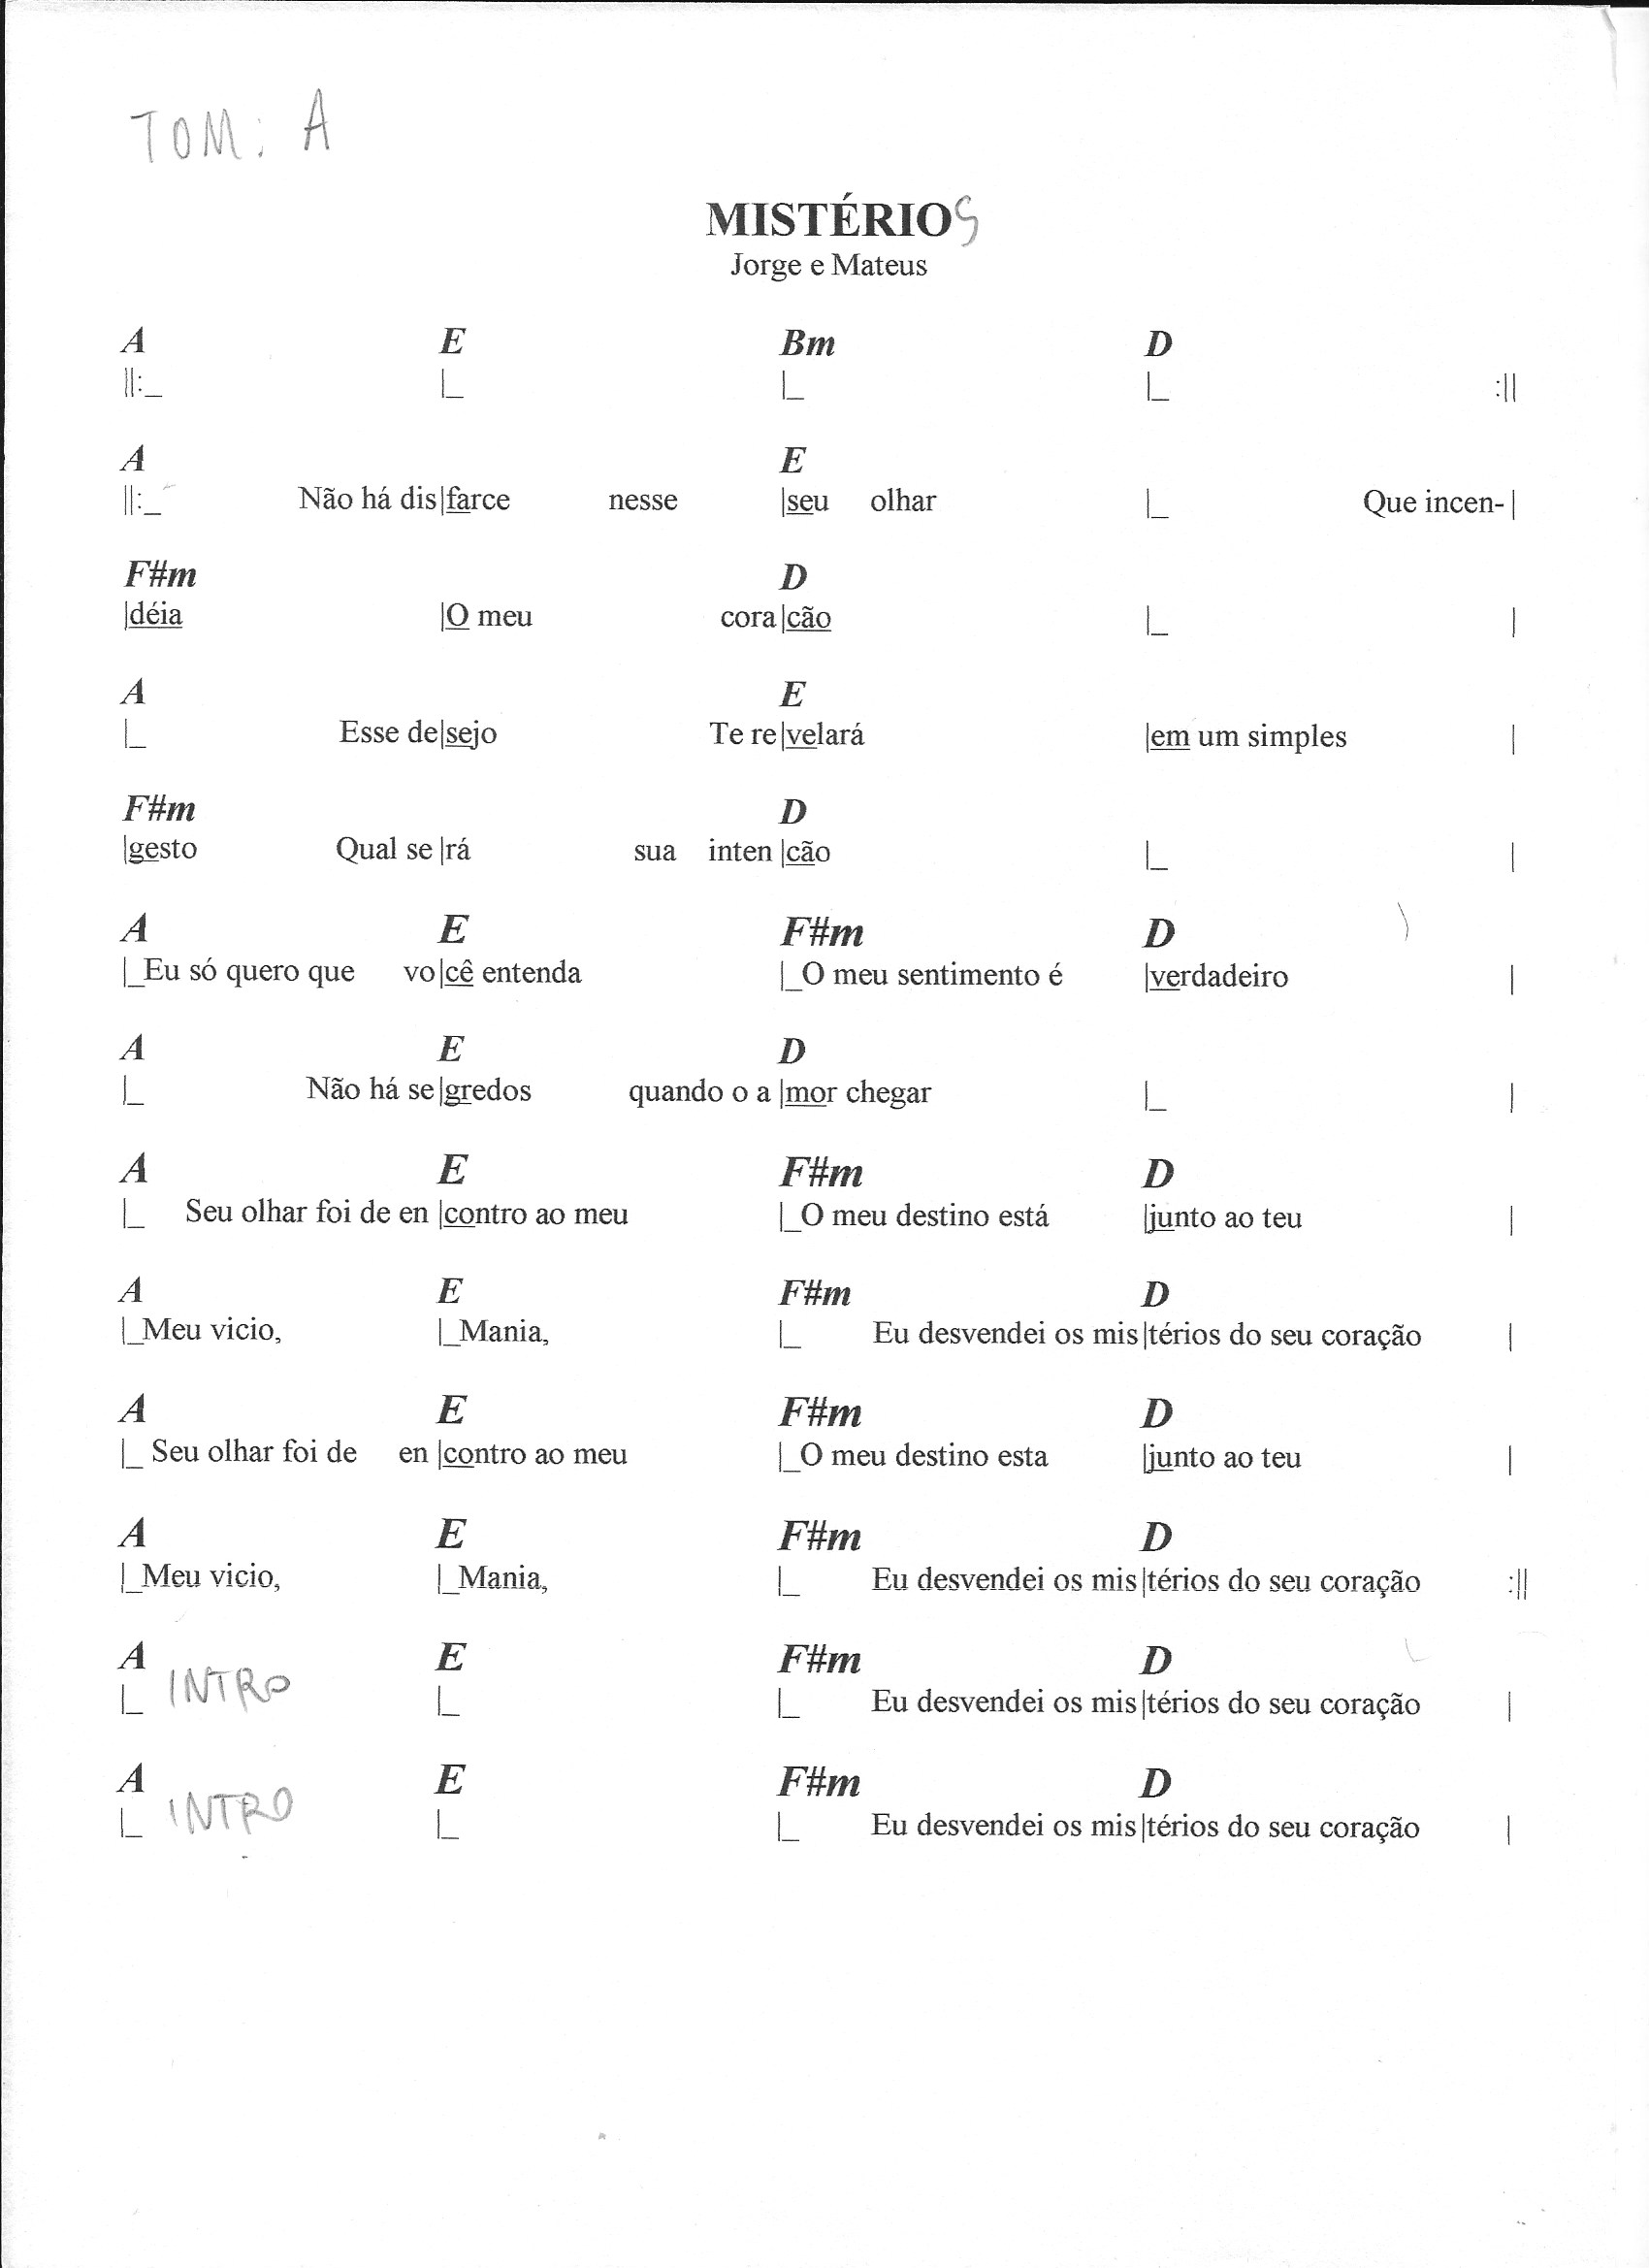 TOM: A
MISTÉRIOS
Jorge e Mateus
A E Bm D
||:_ |_ |_ |_ :||
A E
||:_ Não há dis|farce nesse |seu olhar |_ Que incen- |
F#m D
|déia |O meu cora|cão |_ |
A E
|_ Esse de|sejo Te re|velará |em um simples |
F#m D
|gesto Qual se|rá sua inten|cão |_ |
A E F#m D
|_Eu só quero que vo|cê entenda |_O meu sentimento é |verdadeiro |
A E D
|_ Não há se|gredos quando o a|mor chegar |_ |
A E F#m D
|_ Seu olhar foi de en|contro ao meu |_O meu destino está |junto ao teu |
A E F#m D
|_Meu vicio, |_Mania, |_ Eu desvendei os mis|térios do seu coração |
A E F#m D
|_ Seu olhar foi de en|contro ao meu |_O meu destino esta |junto ao teu |
A E F#m D
|_Meu vicio, |_Mania, |_ Eu desvendei os mis|térios do seu coração :||
A E F#m D
|_ INTRO |_ |_ Eu desvendei os mis|térios do seu coração |
A E F#m D
|_ INTRO |_ |_ Eu desvendei os mis|térios do seu coração |